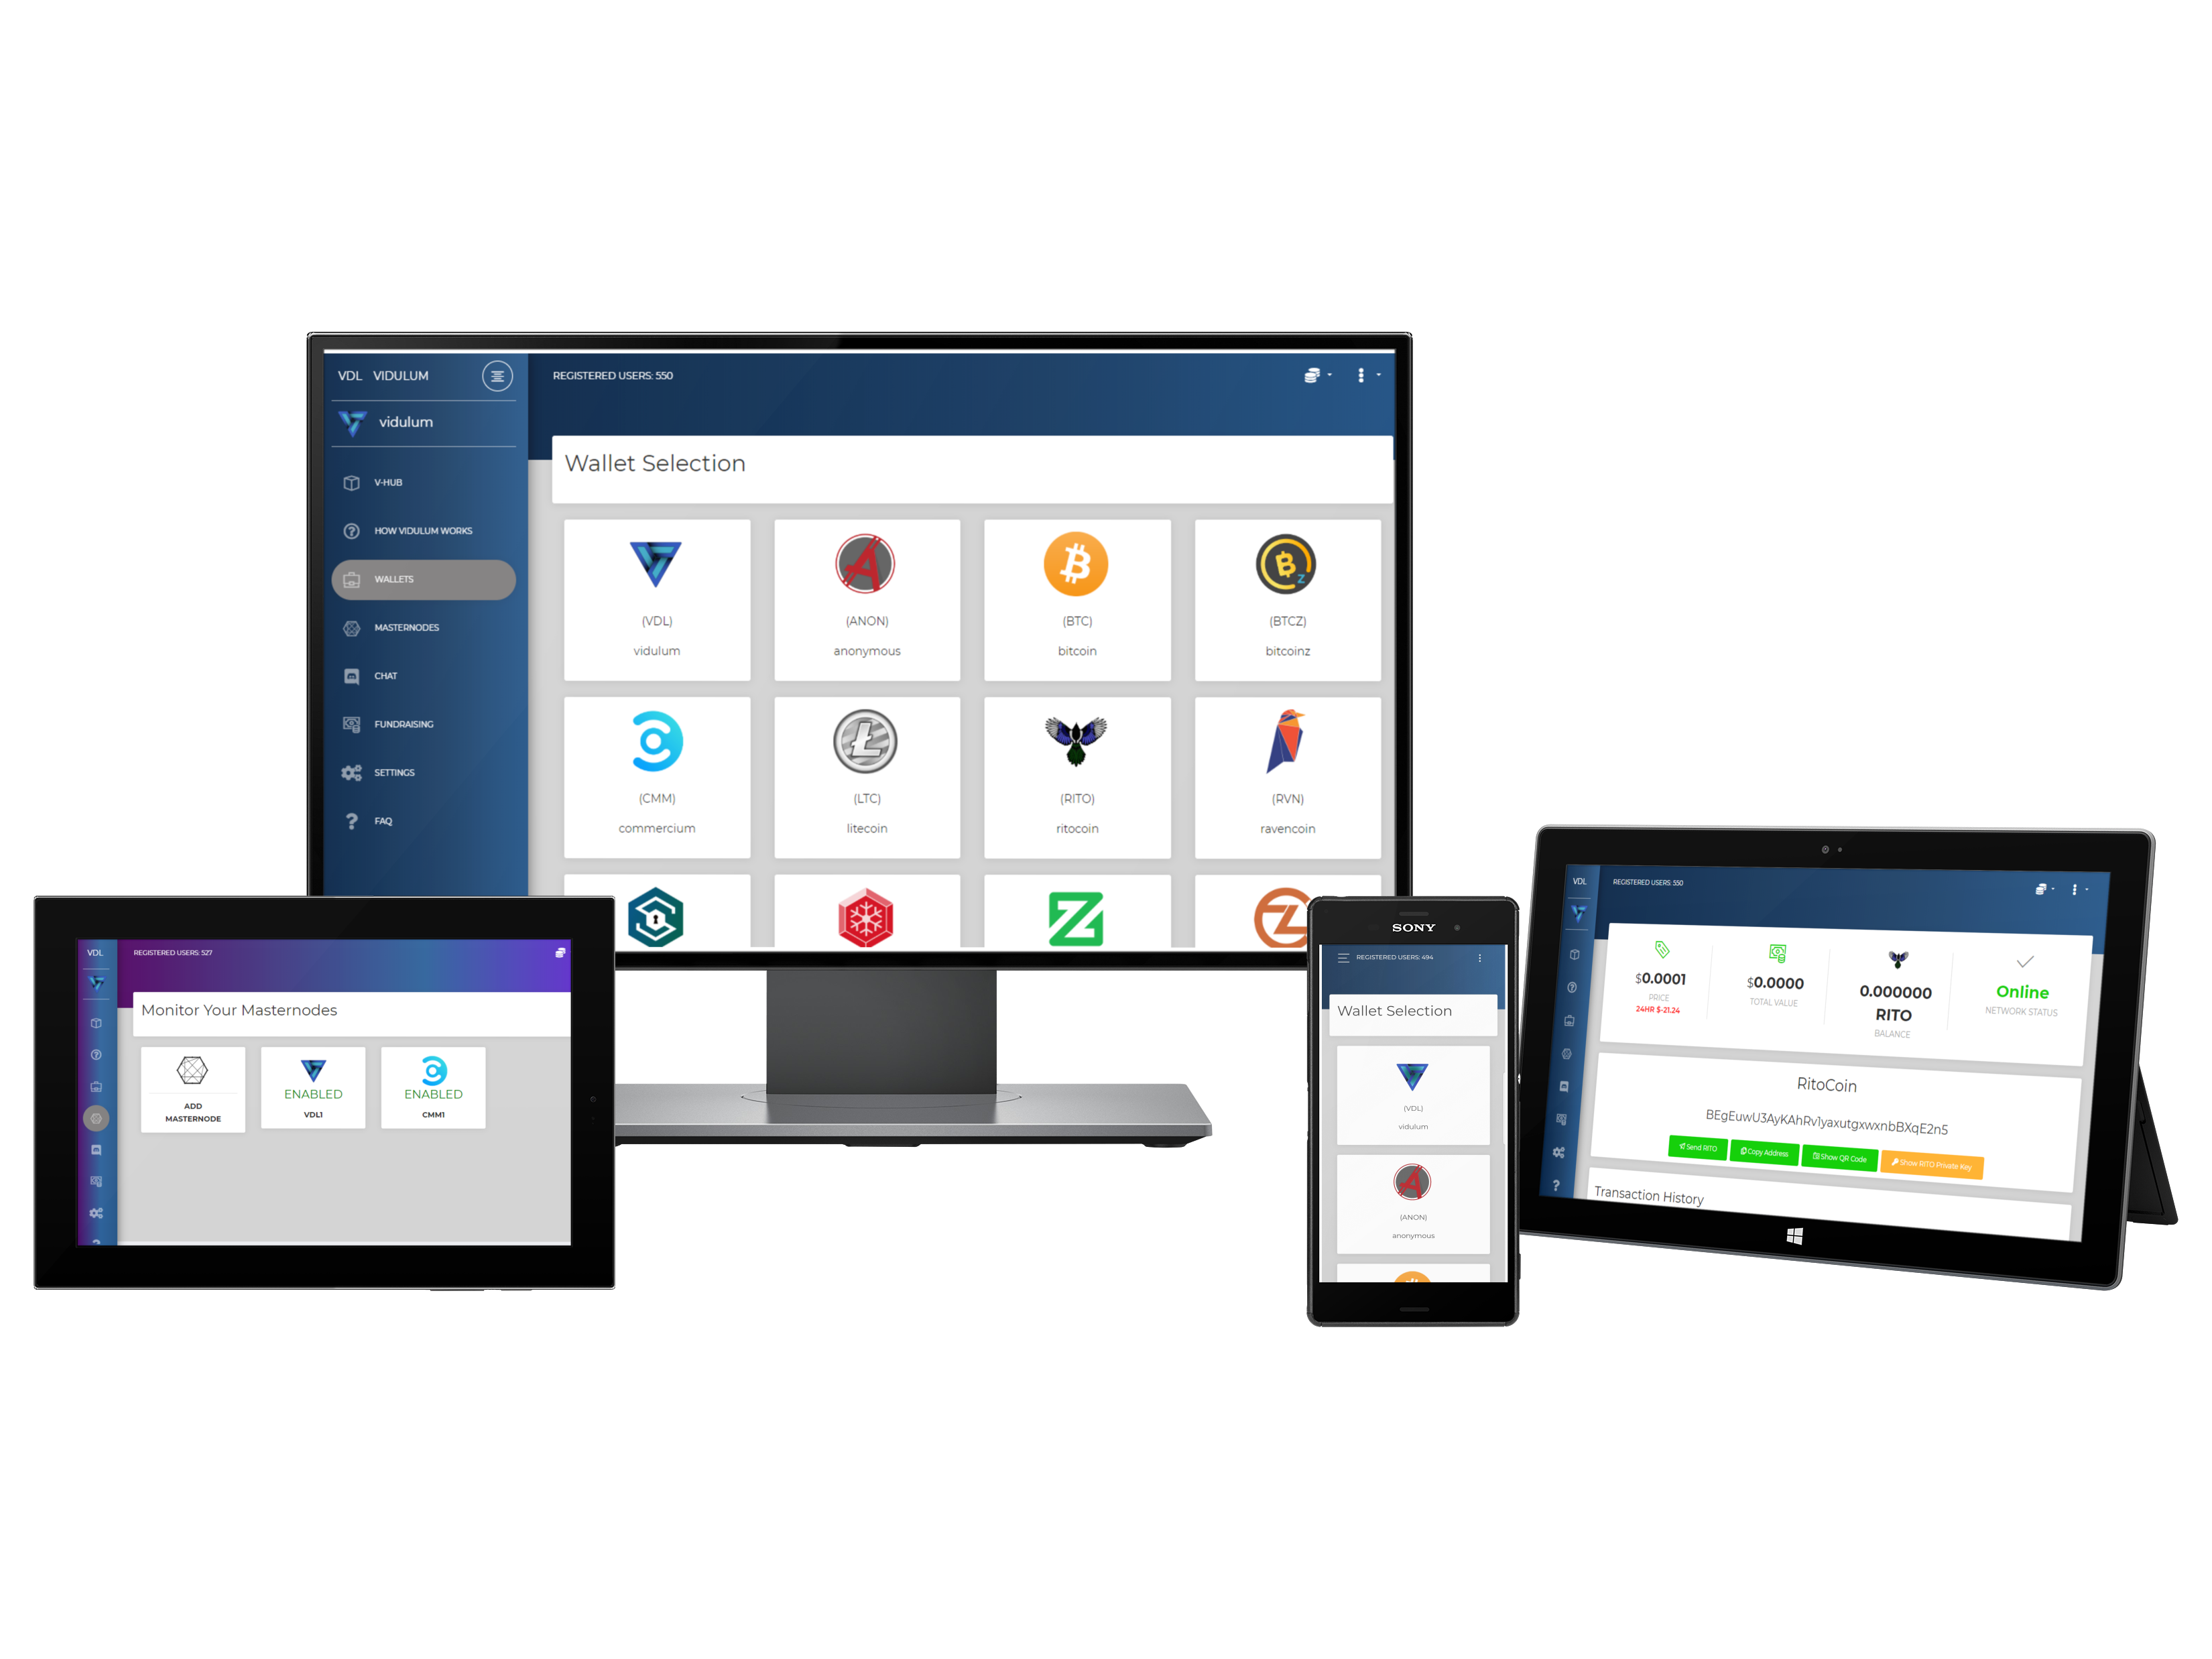 VDL VIDULUM
vidulum
V-HUB
HOW VIDULUM WORKS
WALLETS
MASTERNODES
CHAT
FUNDRAISING
SETTINGS
FAQ
REGISTERED USERS: 550
Wallet Selection
(VDL)
vidulum
(ANON)
anonymous
(BTC)
bitcoin
(BTCZ)
bitcoinz
(CMM)
commercium
(LTC)
litecoin
(RITO)
ritocoin
(RVN)
ravencoin
VDL
REGISTERED USERS: 527
Monitor Your Masternodes
ADD
MASTERNODE
ENABLED
VDL1
ENABLED
CMM1
SONY
REGISTERED USERS: 494
Wallet Selection
(VDL)
vidulum
(ANON)
anonymous
VDL
REGISTERED USERS: 550
$0.0001
PRICE
24HR $-21.24
$0.0000
TOTAL VALUE
0.000000
RITO
BALANCE
Online
NETWORK STATUS
RitoCoin
BEgEuwU3AyKAhRv1yaxutgxwxnbBXqE2n5
Send RITO
Copy Address
Show QR Code
Show RITO Private Key
Transaction History